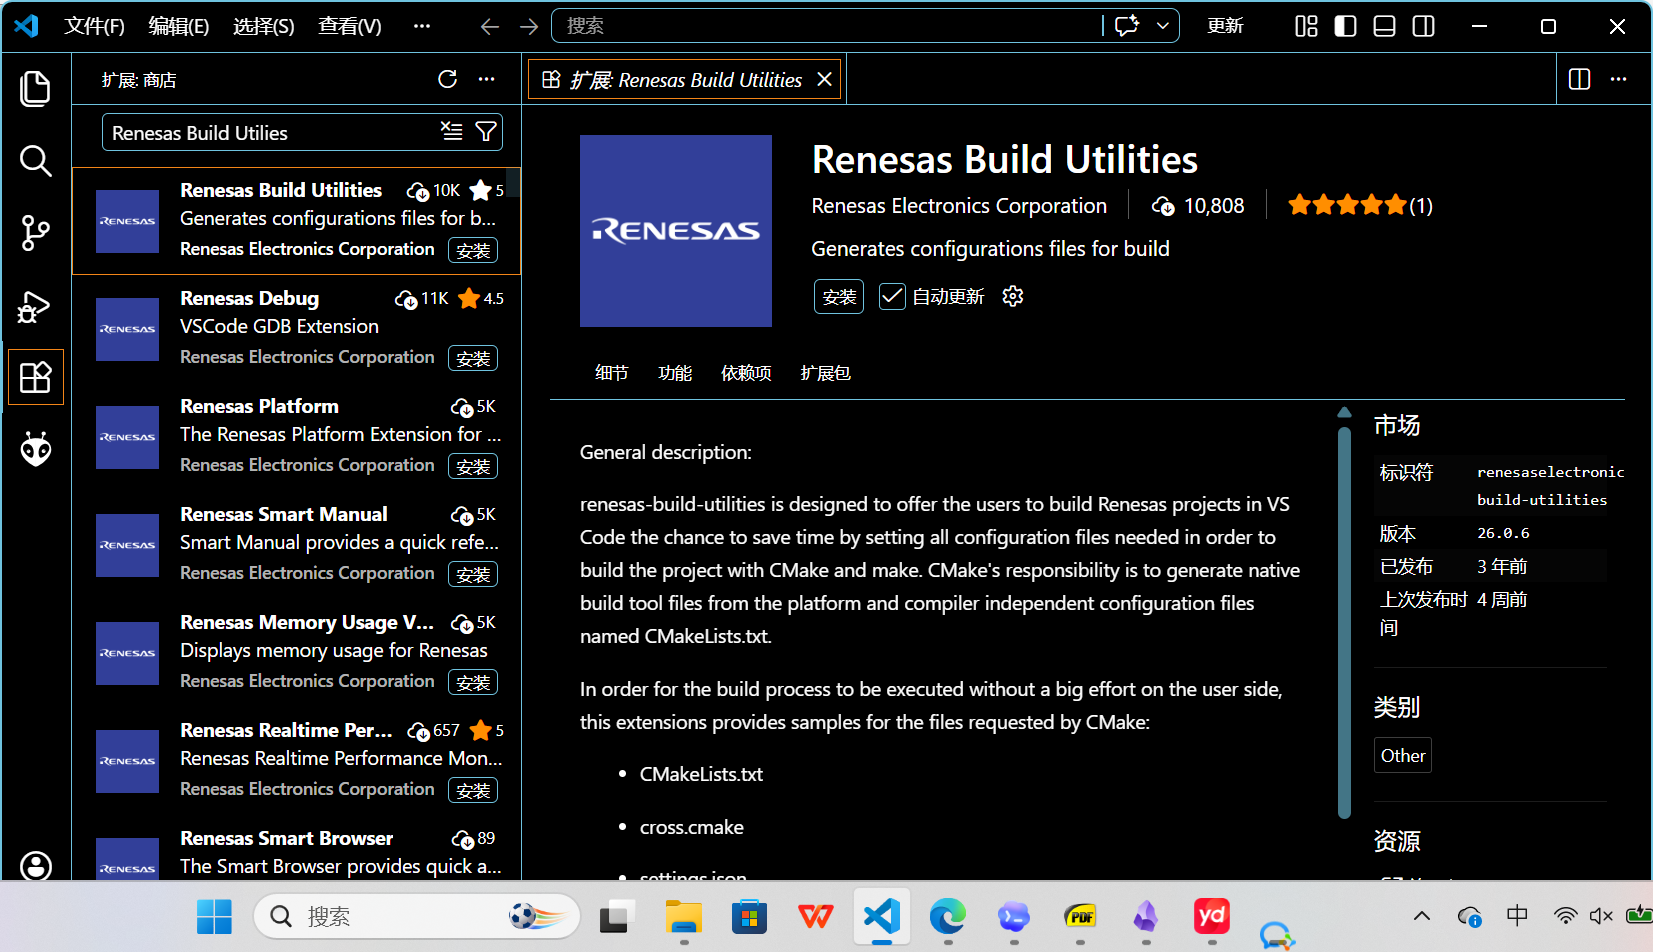 文件(F) 编辑(E) 选择(S) 查看(V) ··· 搜索 更新
扩展: 商店
Renesas Build Utilies
Renesas Build Utilities 10K 5
Generates configurations files for b...
Renesas Electronics Corporation 安装
RENESAS
Renesas Debug 11K 4.5
VSCode GDB Extension
Renesas Electronics Corporation 安装
RENESAS
Renesas Platform 5K
The Renesas Platform Extension for ...
Renesas Electronics Corporation 安装
RENESAS
Renesas Smart Manual 5K
Smart Manual provides a quick refe...
Renesas Electronics Corporation 安装
RENESAS
Renesas Memory Usage V... 5K
Displays memory usage for Renesas
Renesas Electronics Corporation 安装
RENESAS
Renesas Realtime Per... 657 5
Renesas Realtime Performance Mon...
Renesas Electronics Corporation 安装
RENESAS
Renesas Smart Browser 89
The Smart Browser provides quick a...
RENESAS
扩展: Renesas Build Utilities
RENESAS
Renesas Build Utilities
Renesas Electronics Corporation 10,808 (1)
Generates configurations files for build
安装 自动更新
细节 功能 依赖项 扩展包
General description:
renesas-build-utilities is designed to offer the users to build Renesas projects in VS
Code the chance to save time by setting all configuration files needed in order to
build the project with CMake and make. CMake's responsibility is to generate native
build tool files from the platform and compiler independent configuration files
named CMakeLists.txt.
In order for the build process to be executed without a big effort on the user side,
this extensions provides samples for the files requested by CMake:
• CMakeLists.txt
• cross.cmake
• settings.json
市场
标识符 renesaselectronic
build-utilities
版本 26.0.6
已发布 3 年前
上次发布时 4 周前
间
类别
Other
资源
搜索
PDF
yd
中